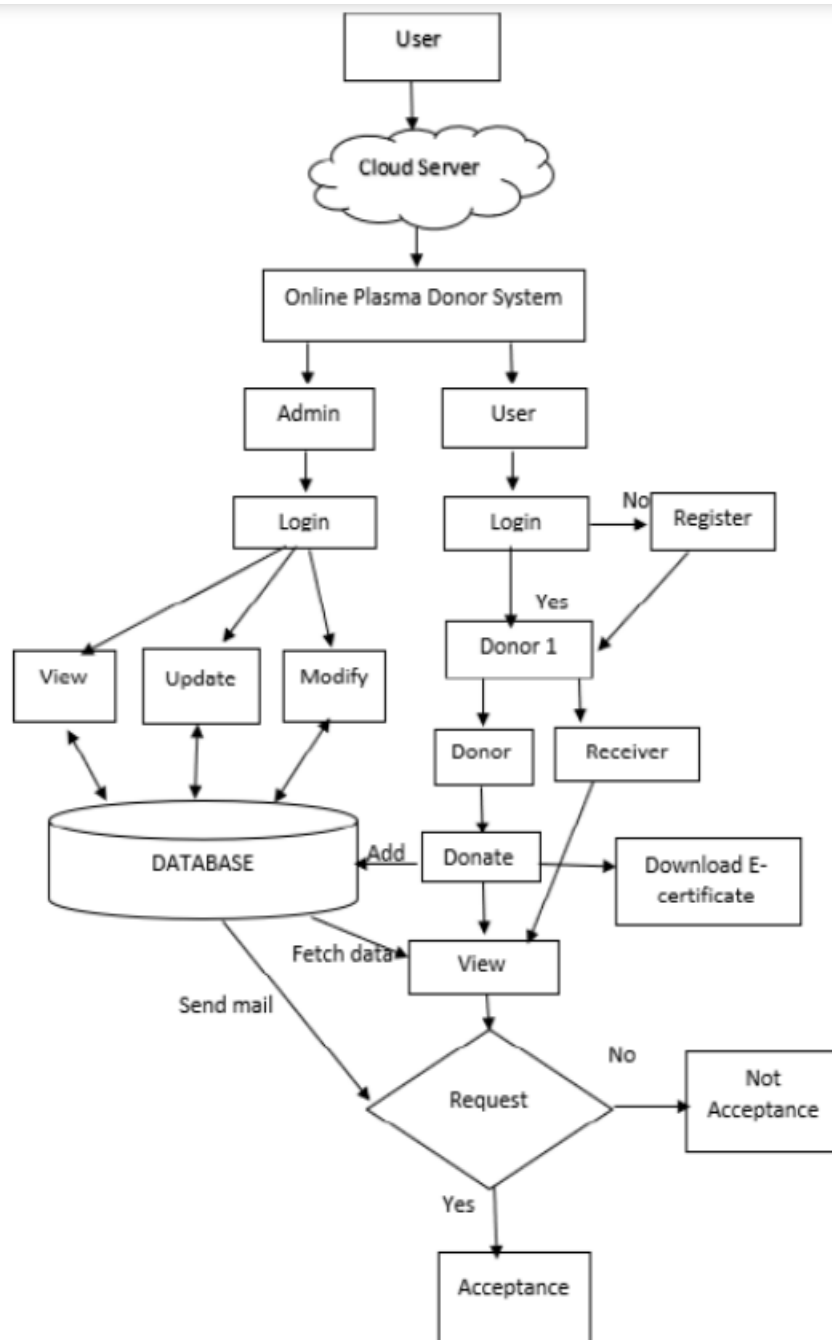 User
Cloud Server
Online Plasma Donor System
Admin
User
Login
Login
No
Register
Yes
Donor 1
View
Update
Modify
Donor
Receiver
DATABASE
Add
Donate
Download E-
certificate
Fetch data
View
Send mail
Request
No
Not
Acceptance
Yes
Acceptance